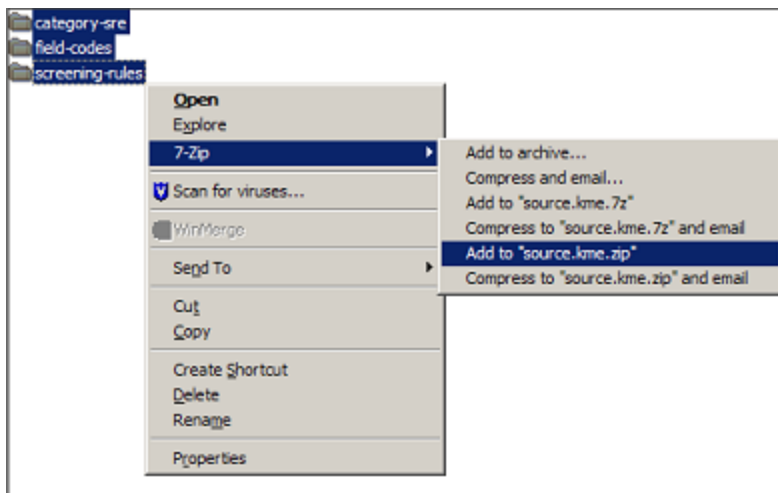 category-sre
field-codes
screening-rules
Open
Explore
7-Zip
Scan for viruses...
WinMerge
Send To
Cut
Copy
Create Shortcut
Delete
Rename
Properties
Add to archive...
Compress and email...
Add to "source.kme.7z"
Compress to "source.kme.7z" and email
Add to "source.kme.zip"
Compress to "source.kme.zip" and email